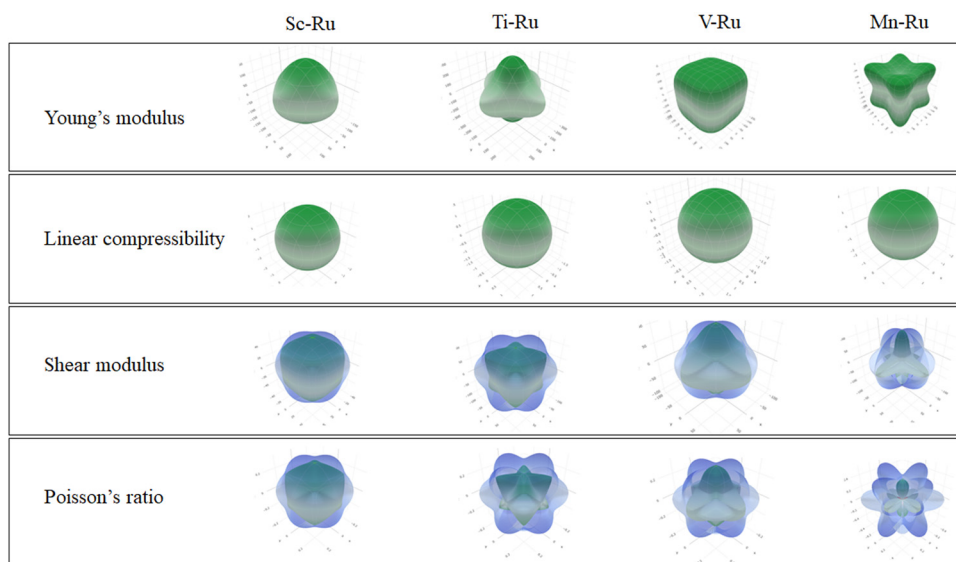 Sc-Ru Ti-Ru V-Ru Mn-Ru
Young’s modulus
Linear compressibility
Shear modulus
Poisson’s ratio